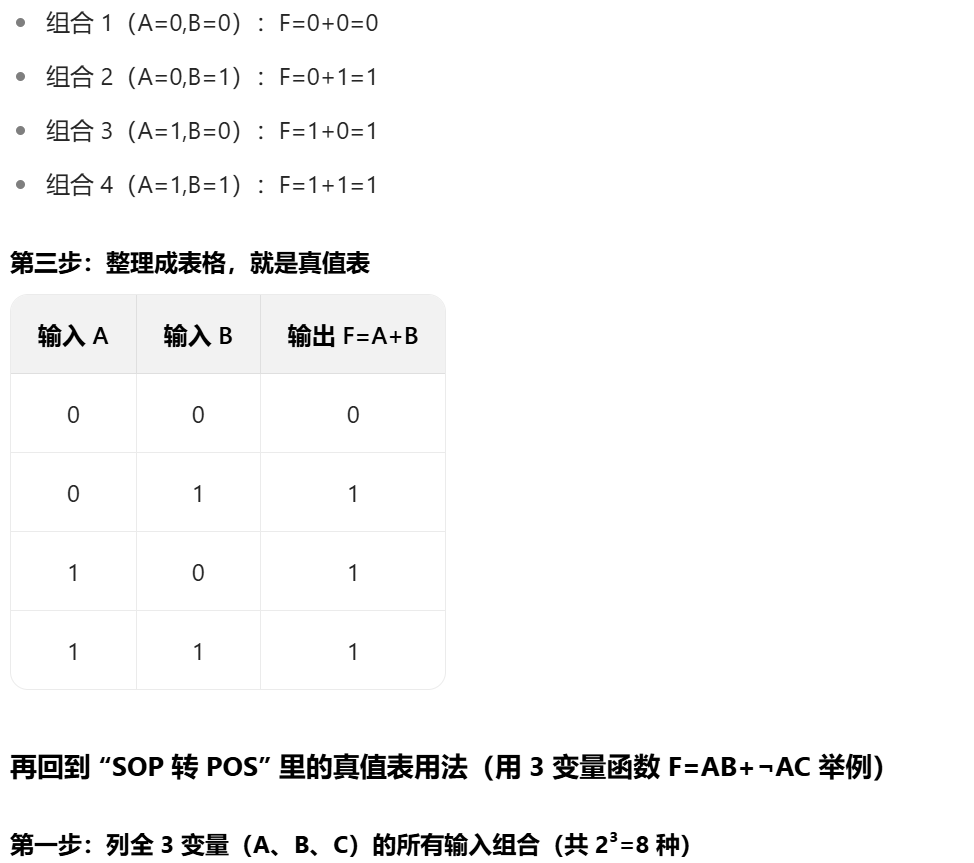 组合 1（A=0,B=0）：F=0+0=0
组合 2（A=0,B=1）：F=0+1=1
组合 3（A=1,B=0）：F=1+0=1
组合 4（A=1,B=1）：F=1+1=1
第三步：整理成表格，就是真值表
输入 A 输入 B 输出 F=A+B
0 0 0
0 1 1
1 0 1
1 1 1
再回到 “SOP 转 POS” 里的真值表用法（用 3 变量函数 F=AB+¬AC 举例）
第一步：列全 3 变量（A、B、C）的所有输入组合（共 2³=8 种）